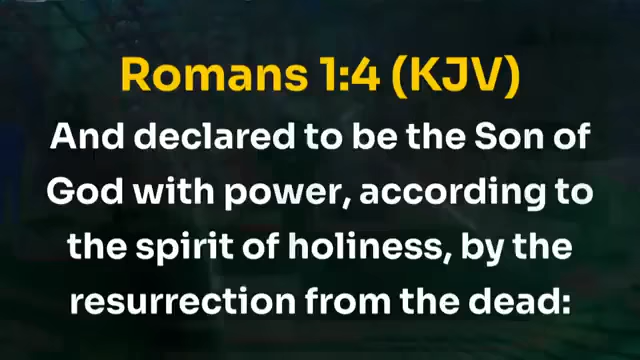 Romans 1:4 (KJV)
And declared to be the Son of
God with power, according to
the spirit of holiness, by the
resurrection from the dead: